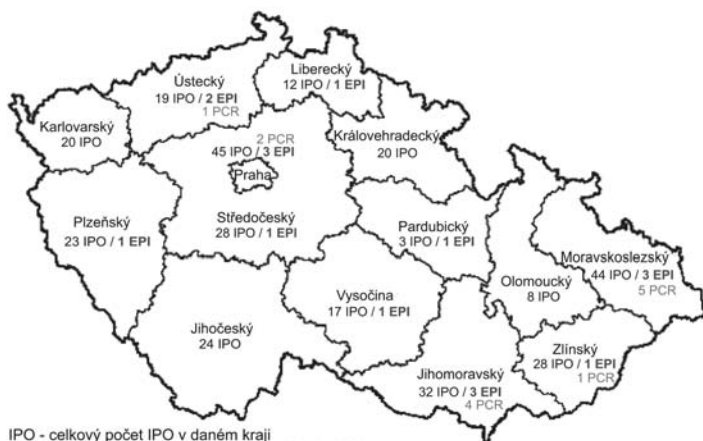 Ústecký
19 IPO / 2 EPI
1 PCR
Liberecký
12 IPO / 1 EPI
Karlovarský
20 IPO
2 PCR
45 IPO / 3 EPI
Praha
Královehradecký
20 IPO
Plzeňský
23 IPO / 1 EPI
Středočeský
28 IPO / 1 EPI
Pardubický
3 IPO / 1 EPI
Moravskoslezský
44 IPO / 3 EPI
5 PCR
Olomoucký
8 IPO
Vysočina
17 IPO / 1 EPI
Jihočeský
24 IPO
Zlínský
28 IPO / 1 EPI
1 PCR
Jihomoravský
32 IPO / 3 EPI
4 PCR
IPO - celkový počet IPO v daném kraji